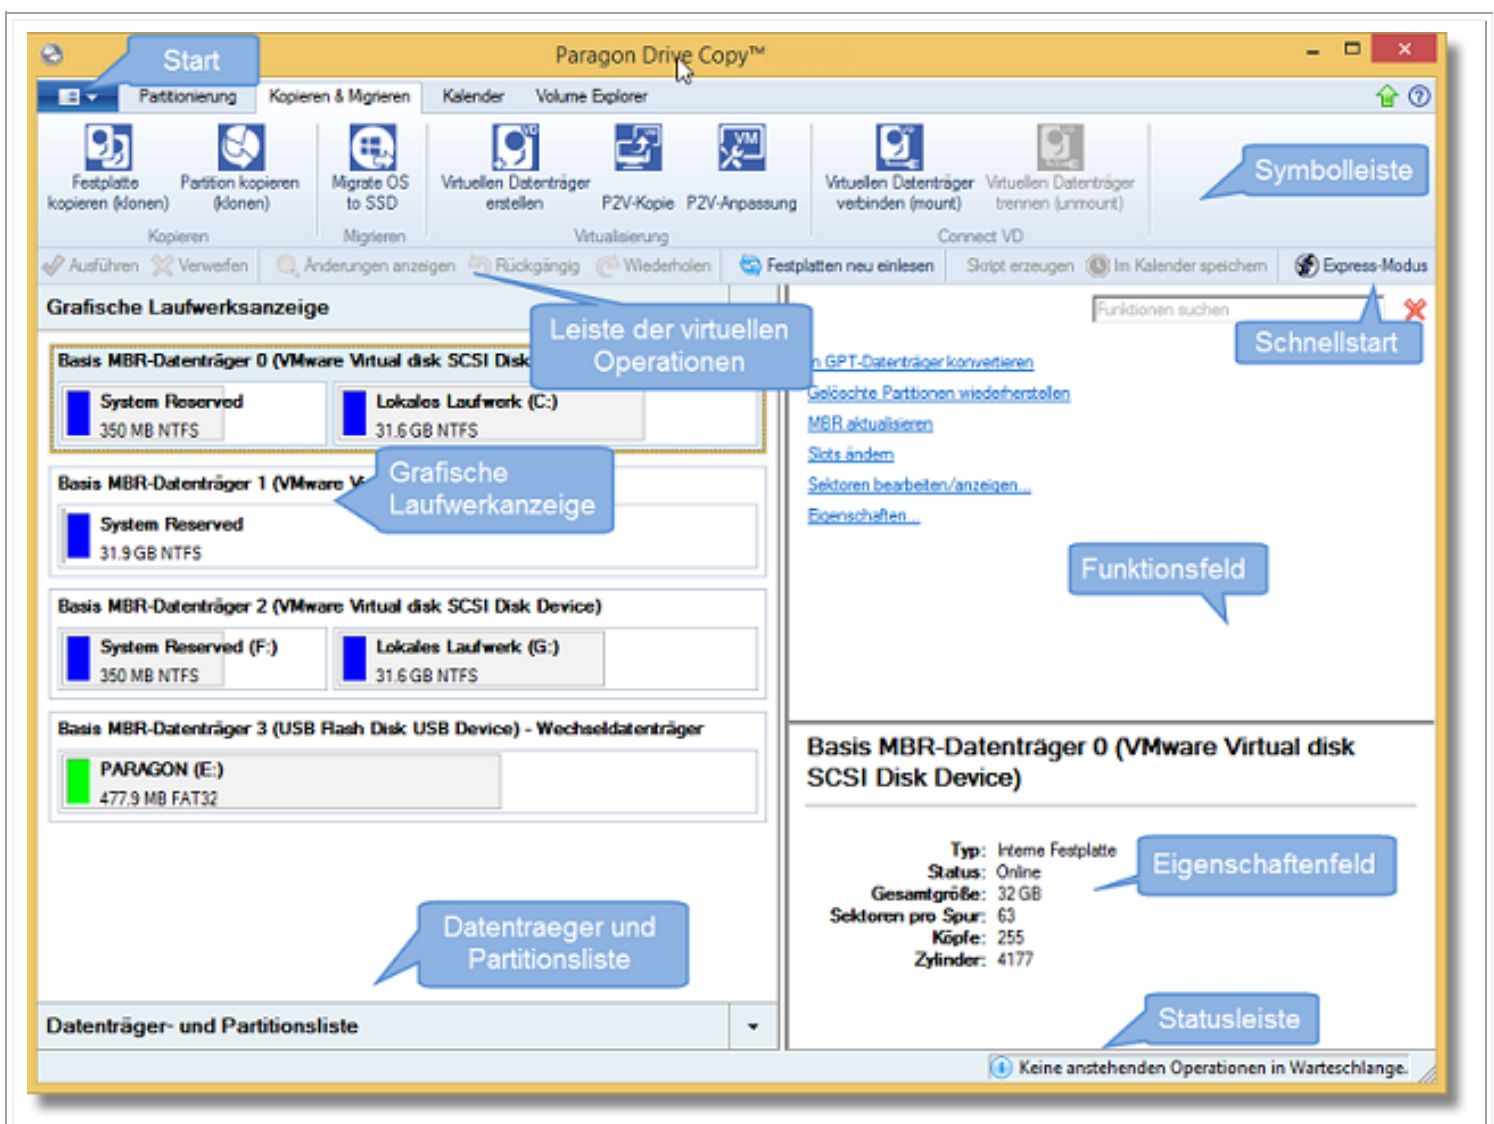 Start
Paragon Drive Copy™
Partitionierung
Kopieren & Migrieren
Kalender
Volume Explorer
Festplatte kopieren (klonen)
Partition kopieren (klonen)
Migrate OS to SSD
Virtuellen Datenträger erstellen
P2V-Kopie
P2V-Anpassung
Virtuellen Datenträger verbinden (mount)
Virtuellen Datenträger trennen (unmount)
Symbolleiste
Kopieren
Migrieren
Virtualisierung
Connect VD
Ausführen
Verwerfen
Änderungen anzeigen
Rückgängig
Wiederholen
Festplatten neu einlesen
Skript erzeugen
Im Kalender speichern
Express-Modus
Grafische Laufwerksanzeige
Leiste der virtuellen
Operationen
Funktionen suchen
Schnellstart
Basis MBR-Datenträger 0 (VMware Virtual disk SCSI Disk
System Reserved
350 MB NTFS
Lokales Laufwerk (C:)
31.6 GB NTFS
Basis MBR-Datenträger 1 (VMware V
System Reserved
31.9 GB NTFS
Grafische
Laufwerkanzeige
Basis MBR-Datenträger 2 (VMware Virtual disk SCSI Disk Device)
System Reserved (F:)
350 MB NTFS
Lokales Laufwerk (G:)
31.6 GB NTFS
Basis MBR-Datenträger 3 (USB Flash Disk USB Device) - Wechseldatenträger
PARAGON (E:)
477.9 MB FAT32
Datentraeger und
Partitionsliste
Datenträger- und Partitionsliste
n GPT-Datenträger konvertieren
Gelöschte Partitionen wiederherstellen
MBR aktualisieren
Slots ändern
Sektoren bearbeiten/anzeigen...
Eigenschaften...
Funktionsfeld
Basis MBR-Datenträger 0 (VMware Virtual disk
SCSI Disk Device)
Typ: Interne Festplatte
Status: Online
Gesamtgröße: 32 GB
Sektoren pro Spur: 63
Köpfe: 255
Zylinder: 4177
Eigenschaftenfeld
Statusleiste
Keine anstehenden Operationen in Warteschlange.